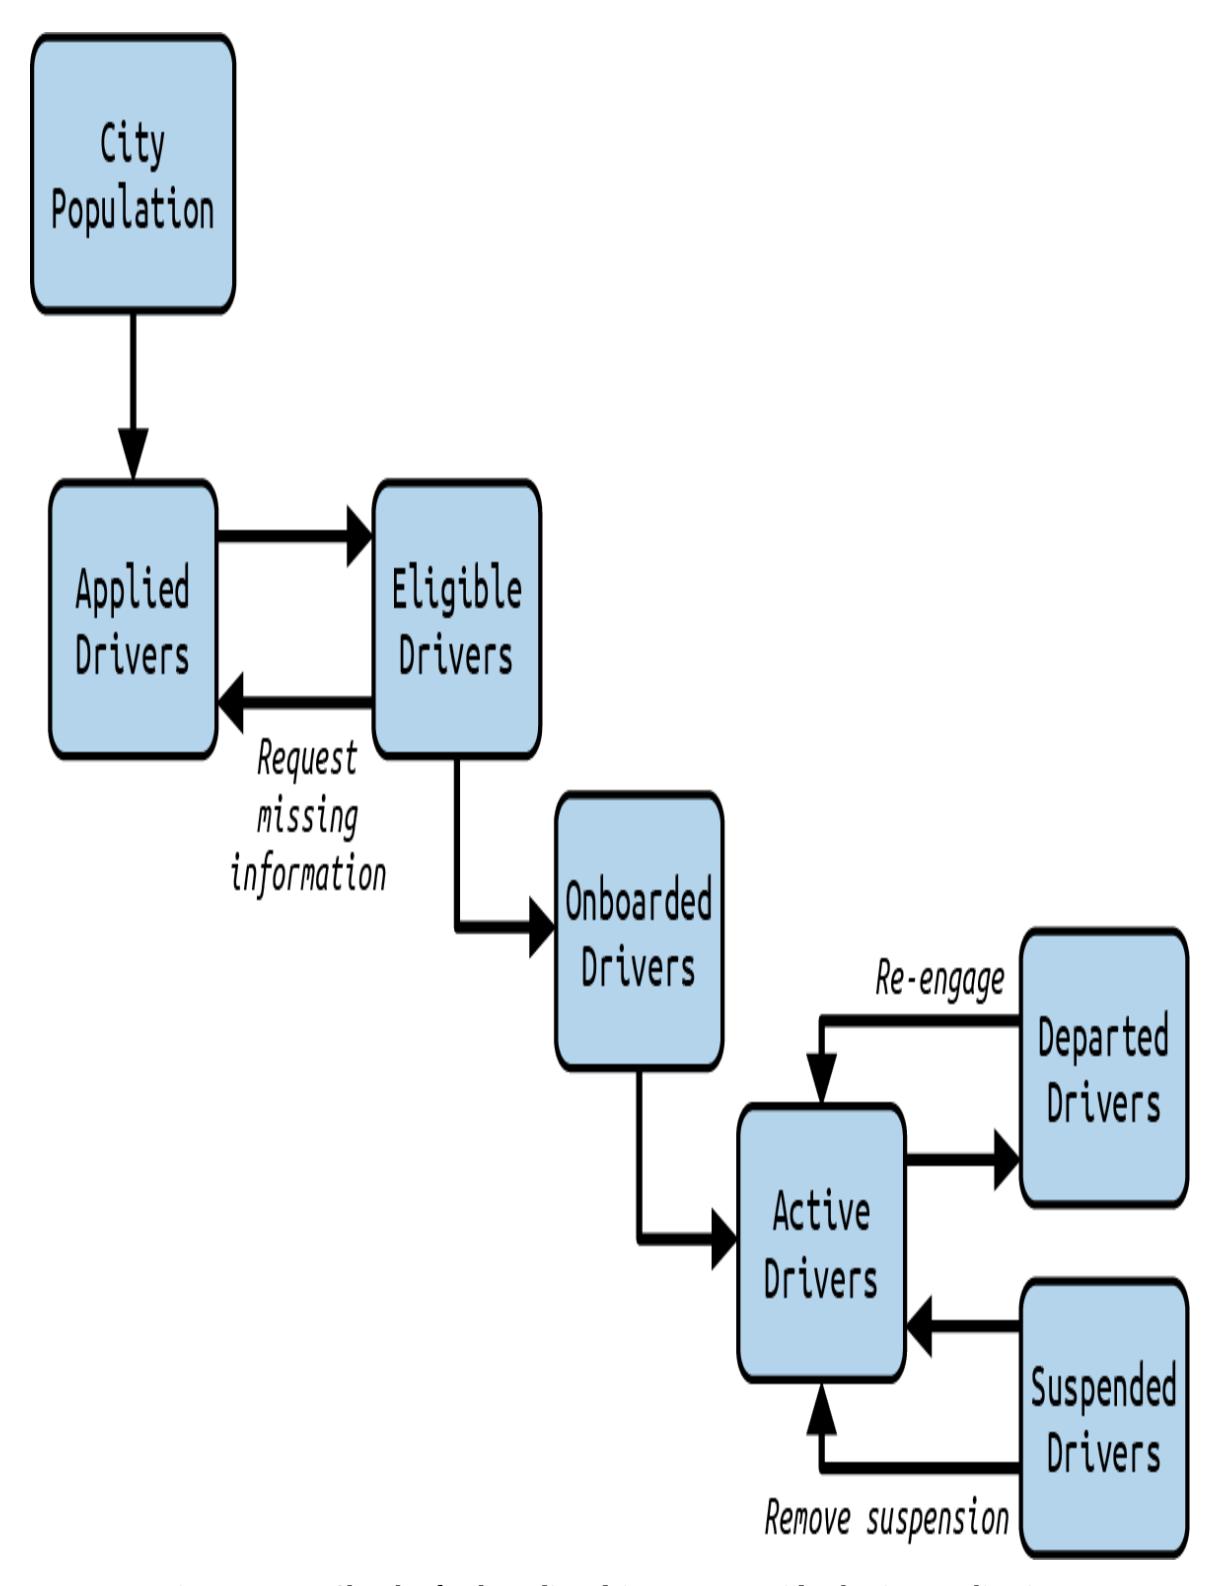 City
Population
Applied
Drivers
Eligible
Drivers
Request
missing
information
Onboarded
Drivers
Re-engage
Departed
Drivers
Active
Drivers
Suspended
Drivers
Remove suspension